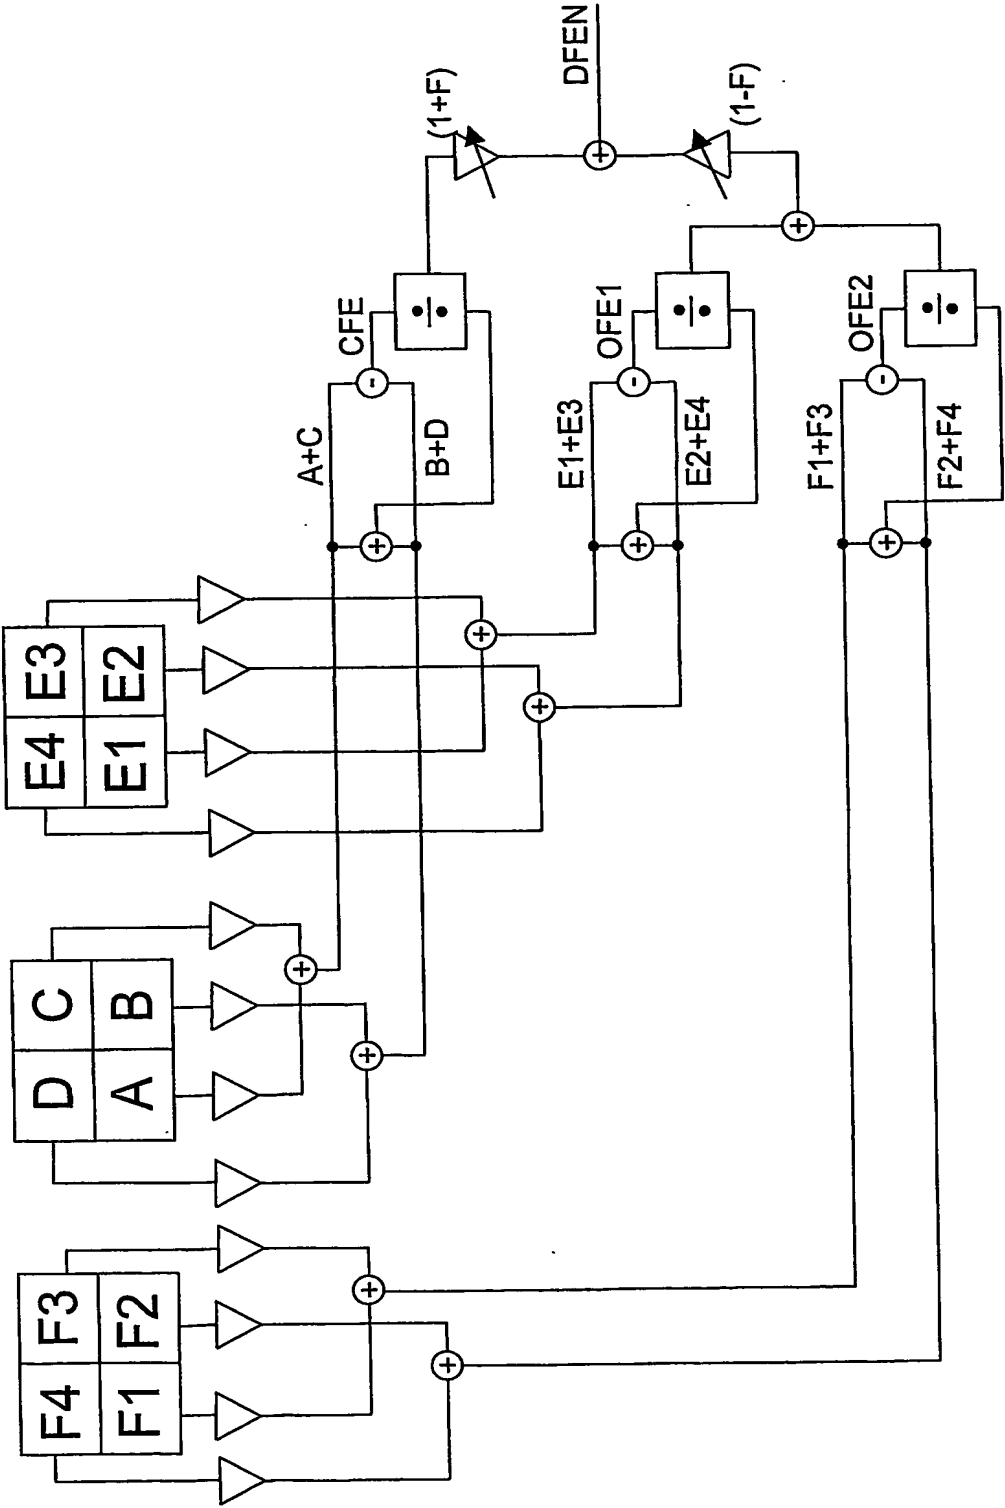 F4 F3
F1 F2
D C
A B
E4 E3
E1 E2
+
+
+
+
+
+
A+C
B+D
+
-
CFE
÷
E1+E3
E2+E4
+
-
OFE1
÷
F1+F3
F2+F4
+
-
OFE2
÷
+
(1+F)
(1-F)
+
DFEN